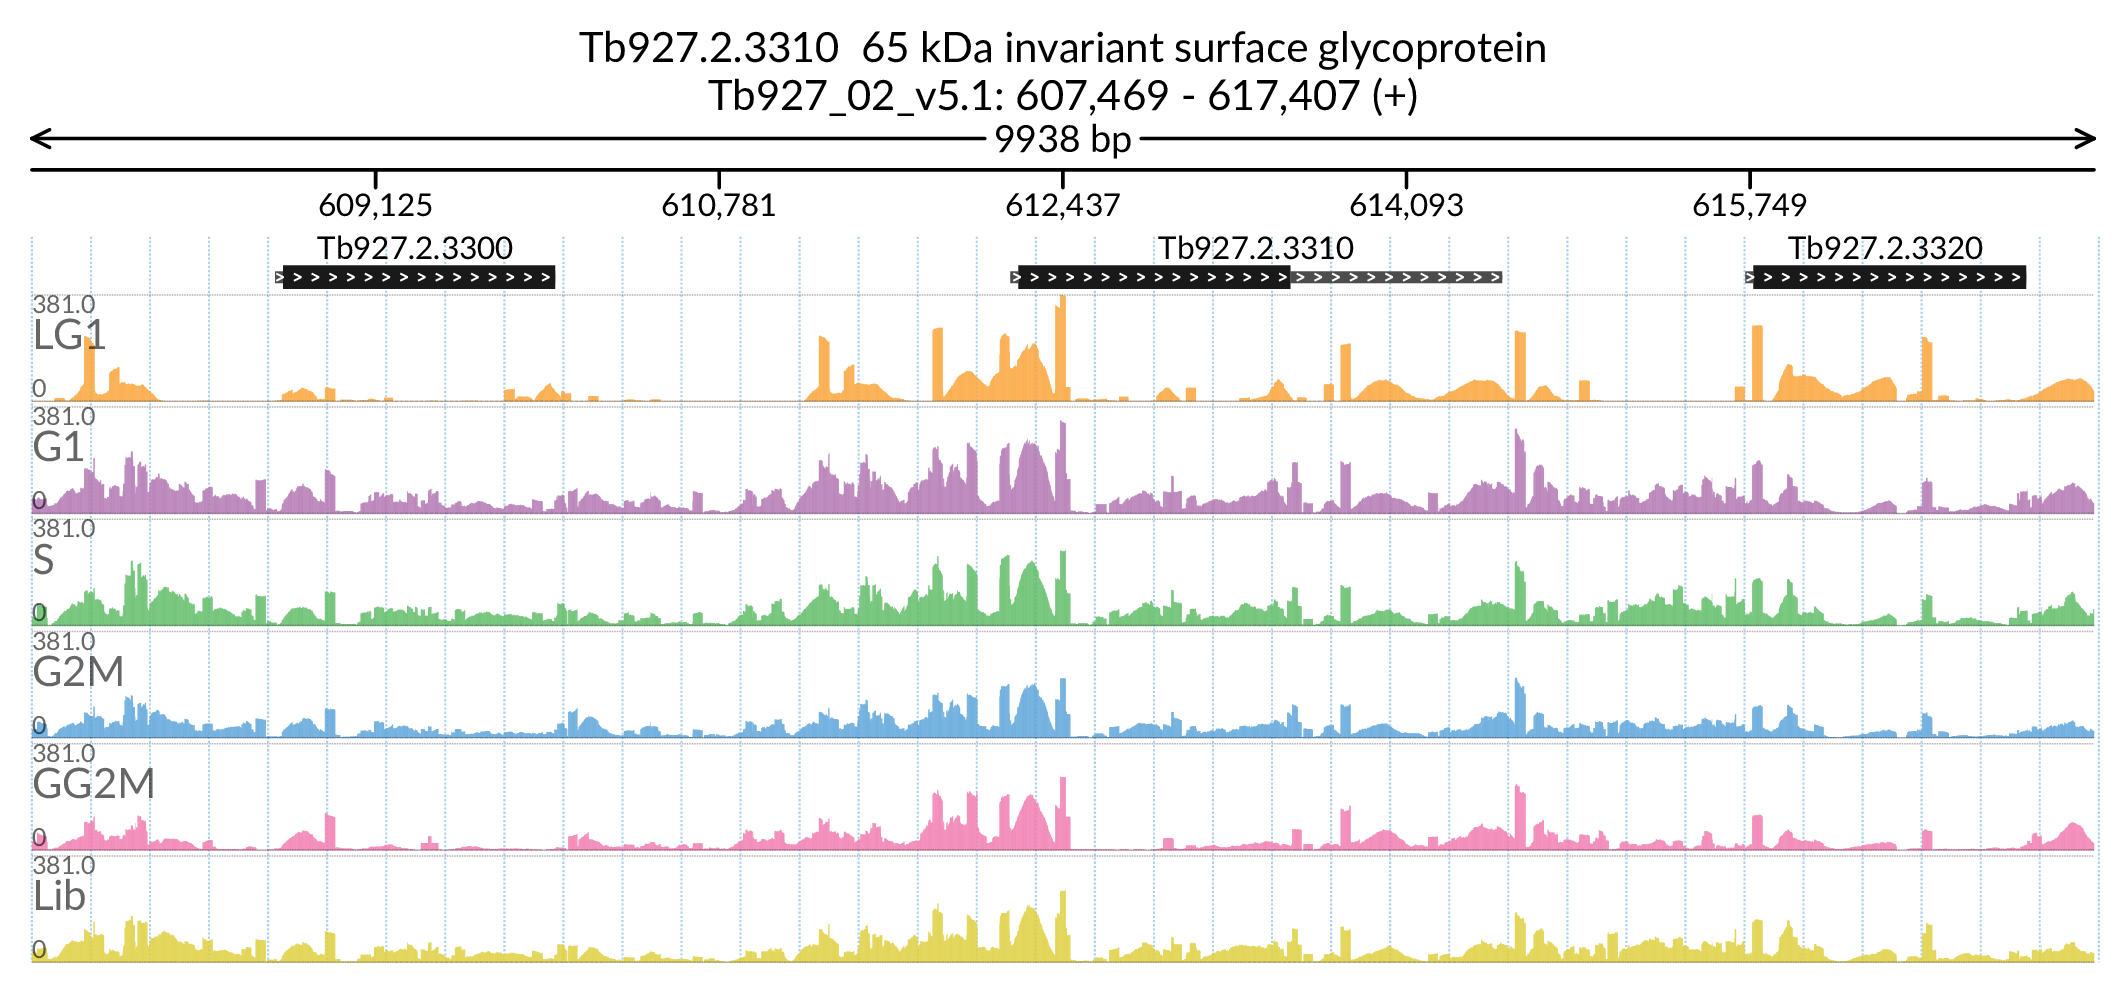 Tb927.2.3310  65 kDa invariant surface glycoprotein
Tb927_02_v5.1: 607,469 - 617,407 (+)
9938 bp
609,125 610,781 612,437 614,093 615,749
Tb927.2.3300 Tb927.2.3310 Tb927.2.3320
381.0
LG1
0
381.0
G1
0
381.0
S
0
381.0
G2M
0
381.0
GG2M
0
381.0
Lib
0